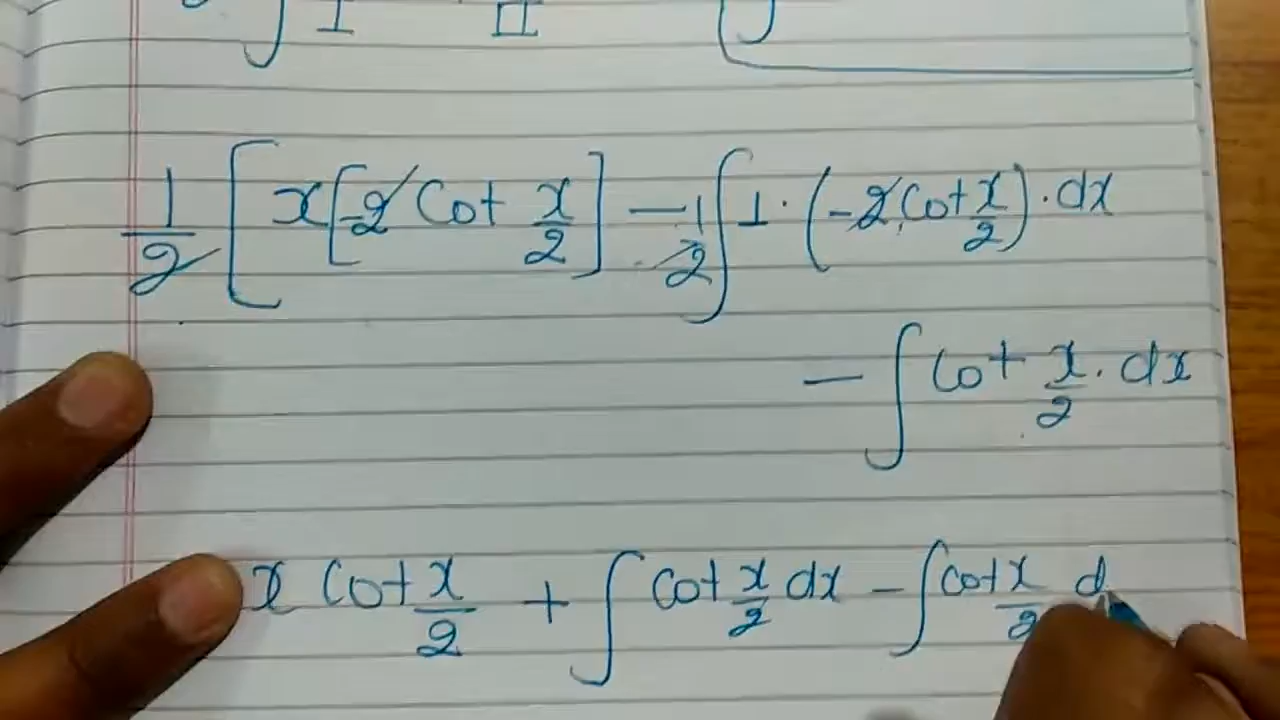 ∫ I II ∫
1/2 [ x [-2 Cot x/2] - 1/2 ∫ 1 · (-2 Cot x/2) · dx
- ∫ Cot x/2 . dx
x Cot x/2 + ∫ Cot x/2 dx - ∫ Cot x/2 d